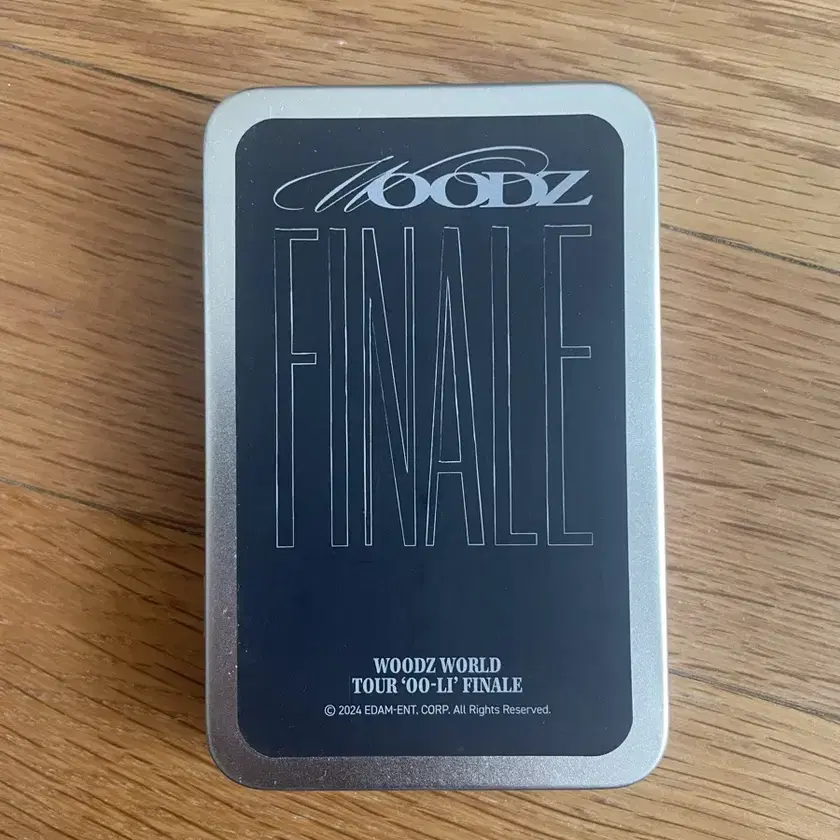 WOODZ
FINALE
WOODZ WORLD
TOUR ‘OO-LI’ FINALE
© 2024 EDAM-ENT. CORP. All Rights Reserved.